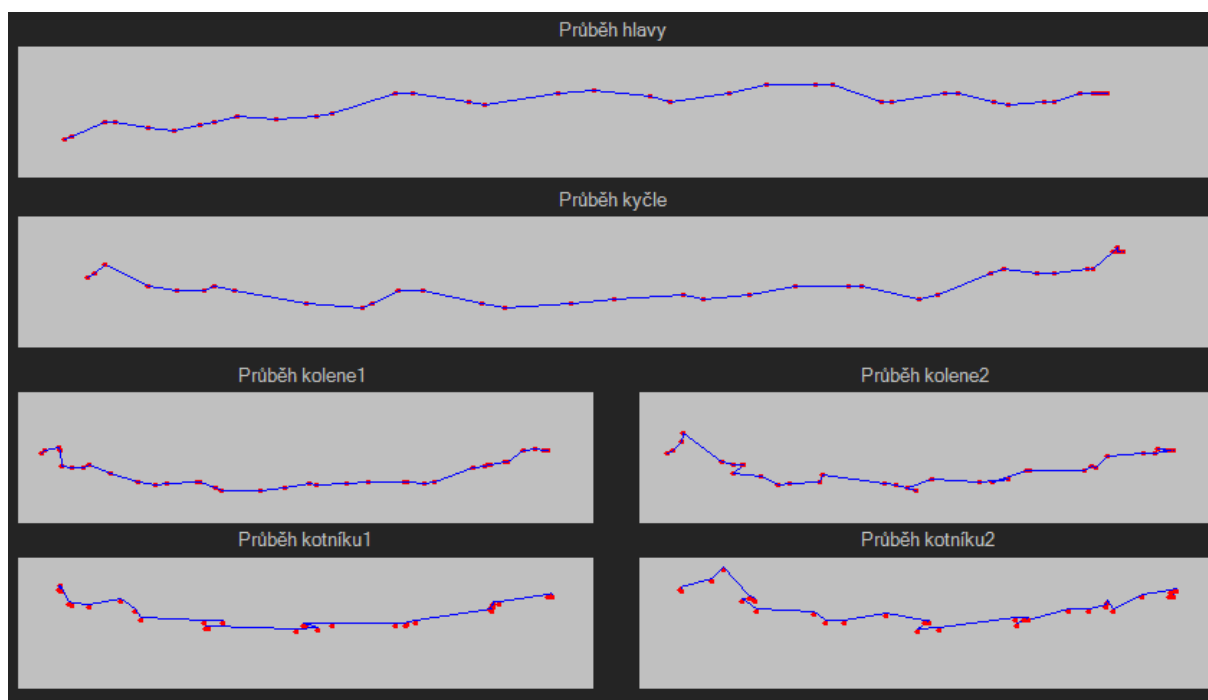 Průběh hlavy
Průběh kyčle
Průběh kolene1
Průběh kolene2
Průběh kotníku1
Průběh kotníku2